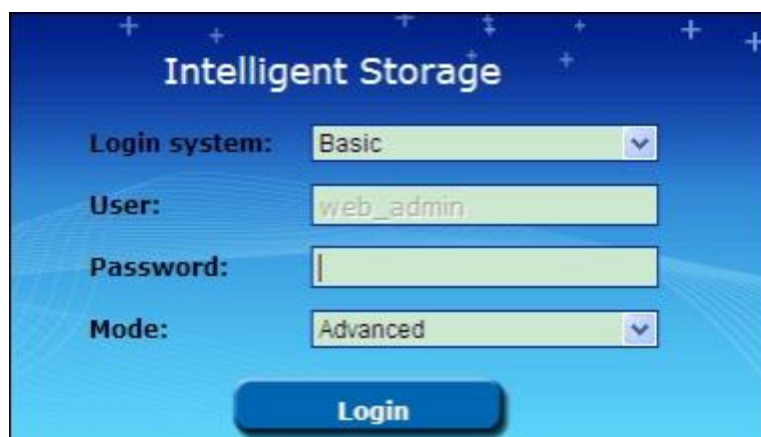 Intelligent Storage
Login system: Basic
User: web_admin
Password:
Mode: Advanced
Login